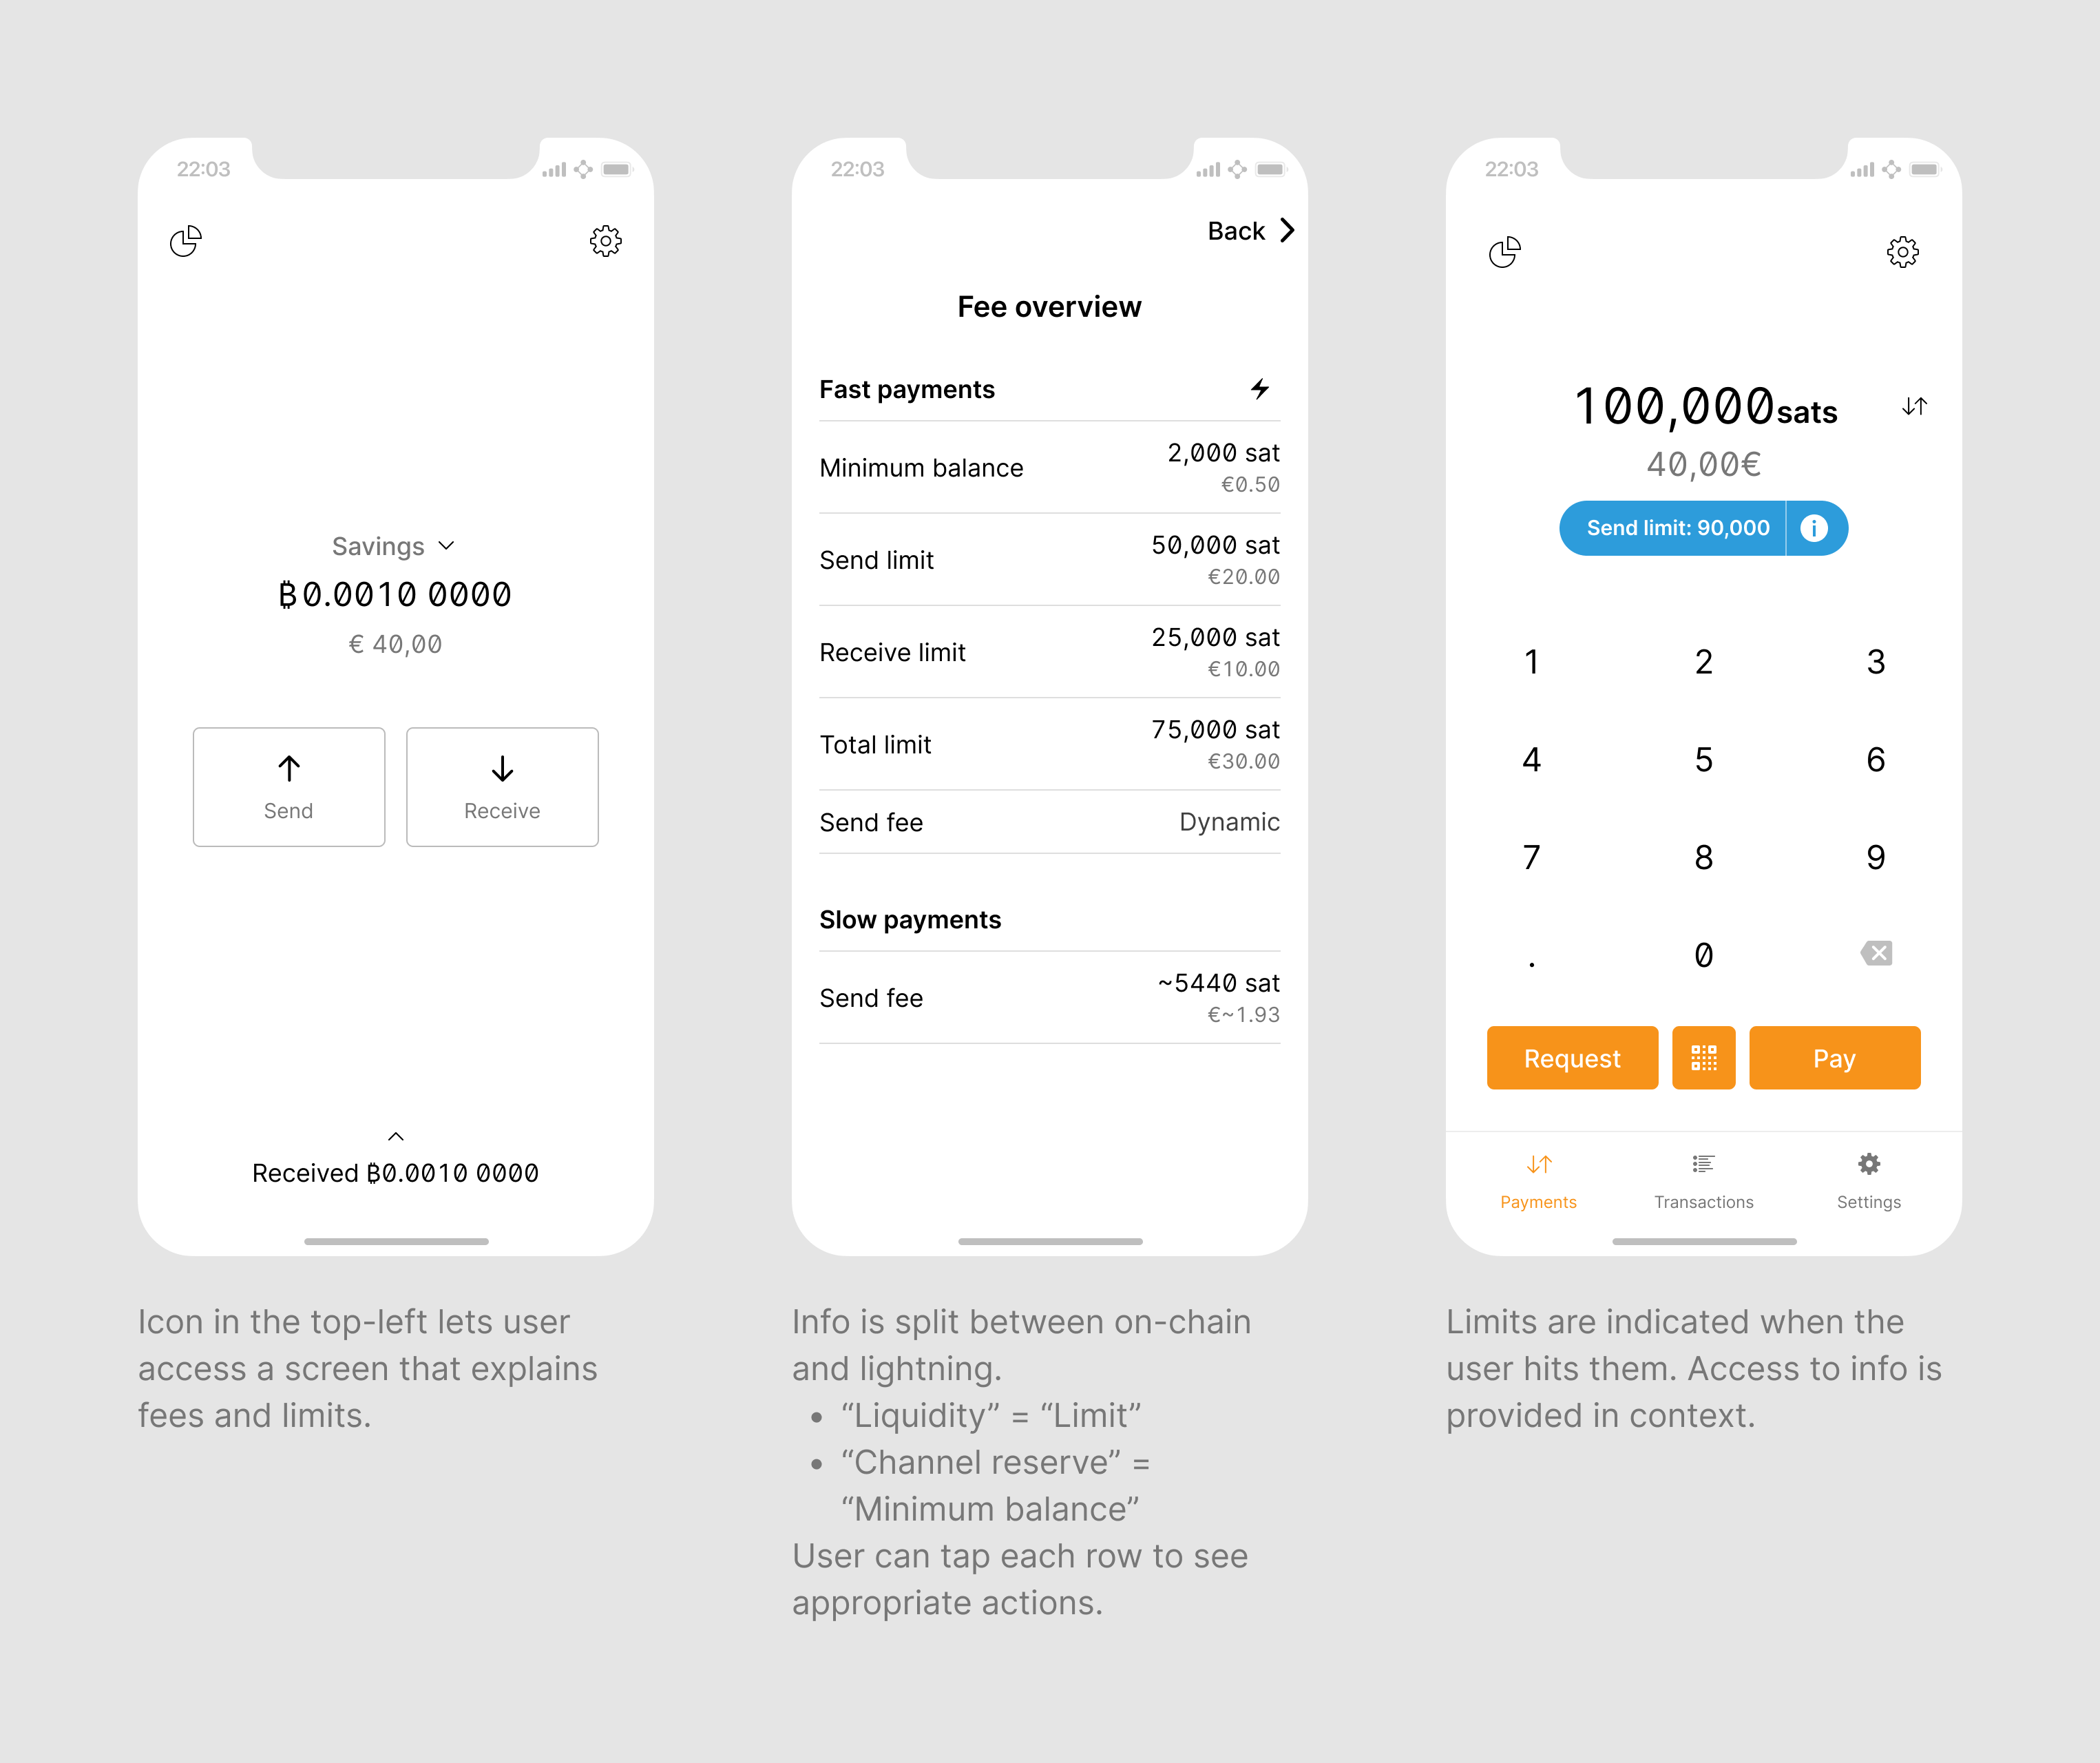 22:03
Savings
₿0.0010 0000
€ 40,00
Send
Receive
Received ₿0.0010 0000
Icon in the top-left lets user
access a screen that explains
fees and limits.
22:03
Back
Fee overview
Fast payments
Minimum balance
2,000 sat
€0.50
Send limit
50,000 sat
€20.00
Receive limit
25,000 sat
€10.00
Total limit
75,000 sat
€30.00
Send fee
Dynamic
Slow payments
Send fee
~5440 sat
€~1.93
Info is split between on-chain
and lightning.
• “Liquidity” = “Limit”
• “Channel reserve” =
“Minimum balance”
User can tap each row to see
appropriate actions.
22:03
100,000sats
40,00€
Send limit: 90,000
1 2 3
4 5 6
7 8 9
. 0
Request
Pay
Payments
Transactions
Settings
Limits are indicated when the
user hits them. Access to info is
provided in context.